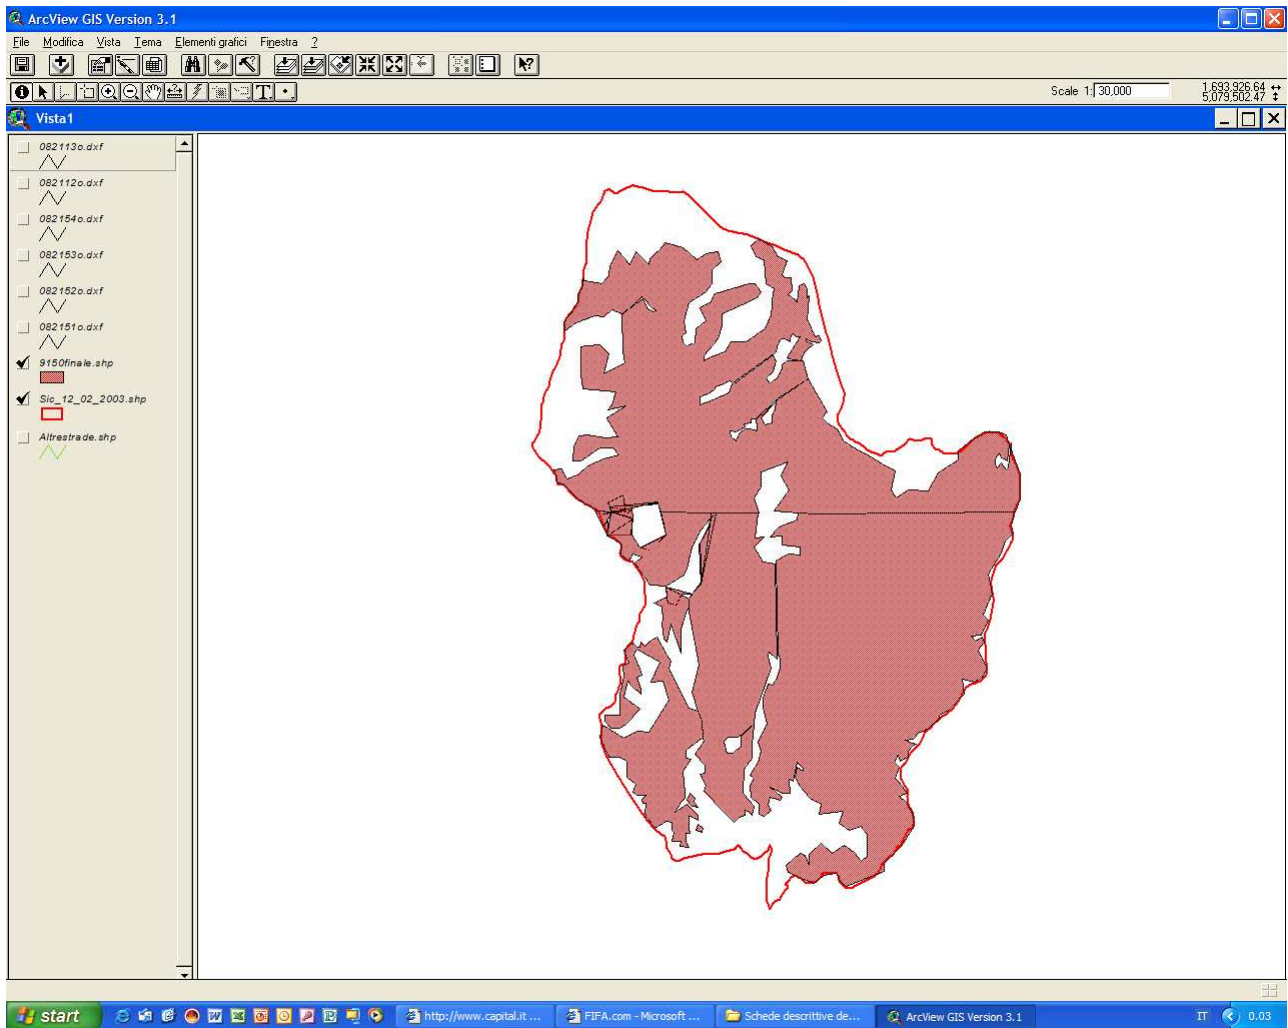 ArcView GIS Version 3.1
File Modifica Vista Tema Elementi grafici Finestra ?
Scale 1: 30,000
1,693,926.64
5,079,502.47
Vista1
082113o.dxf
082112o.dxf
082154o.dxf
082153o.dxf
082152o.dxf
082151o.dxf
9150finale.shp
Sic_12_02_2003.shp
Altrestrade.shp
start
http://www.capital.it ...
FIFA.com - Microsoft ...
Schede descrittive de...
ArcView GIS Version 3.1
IT
0.03